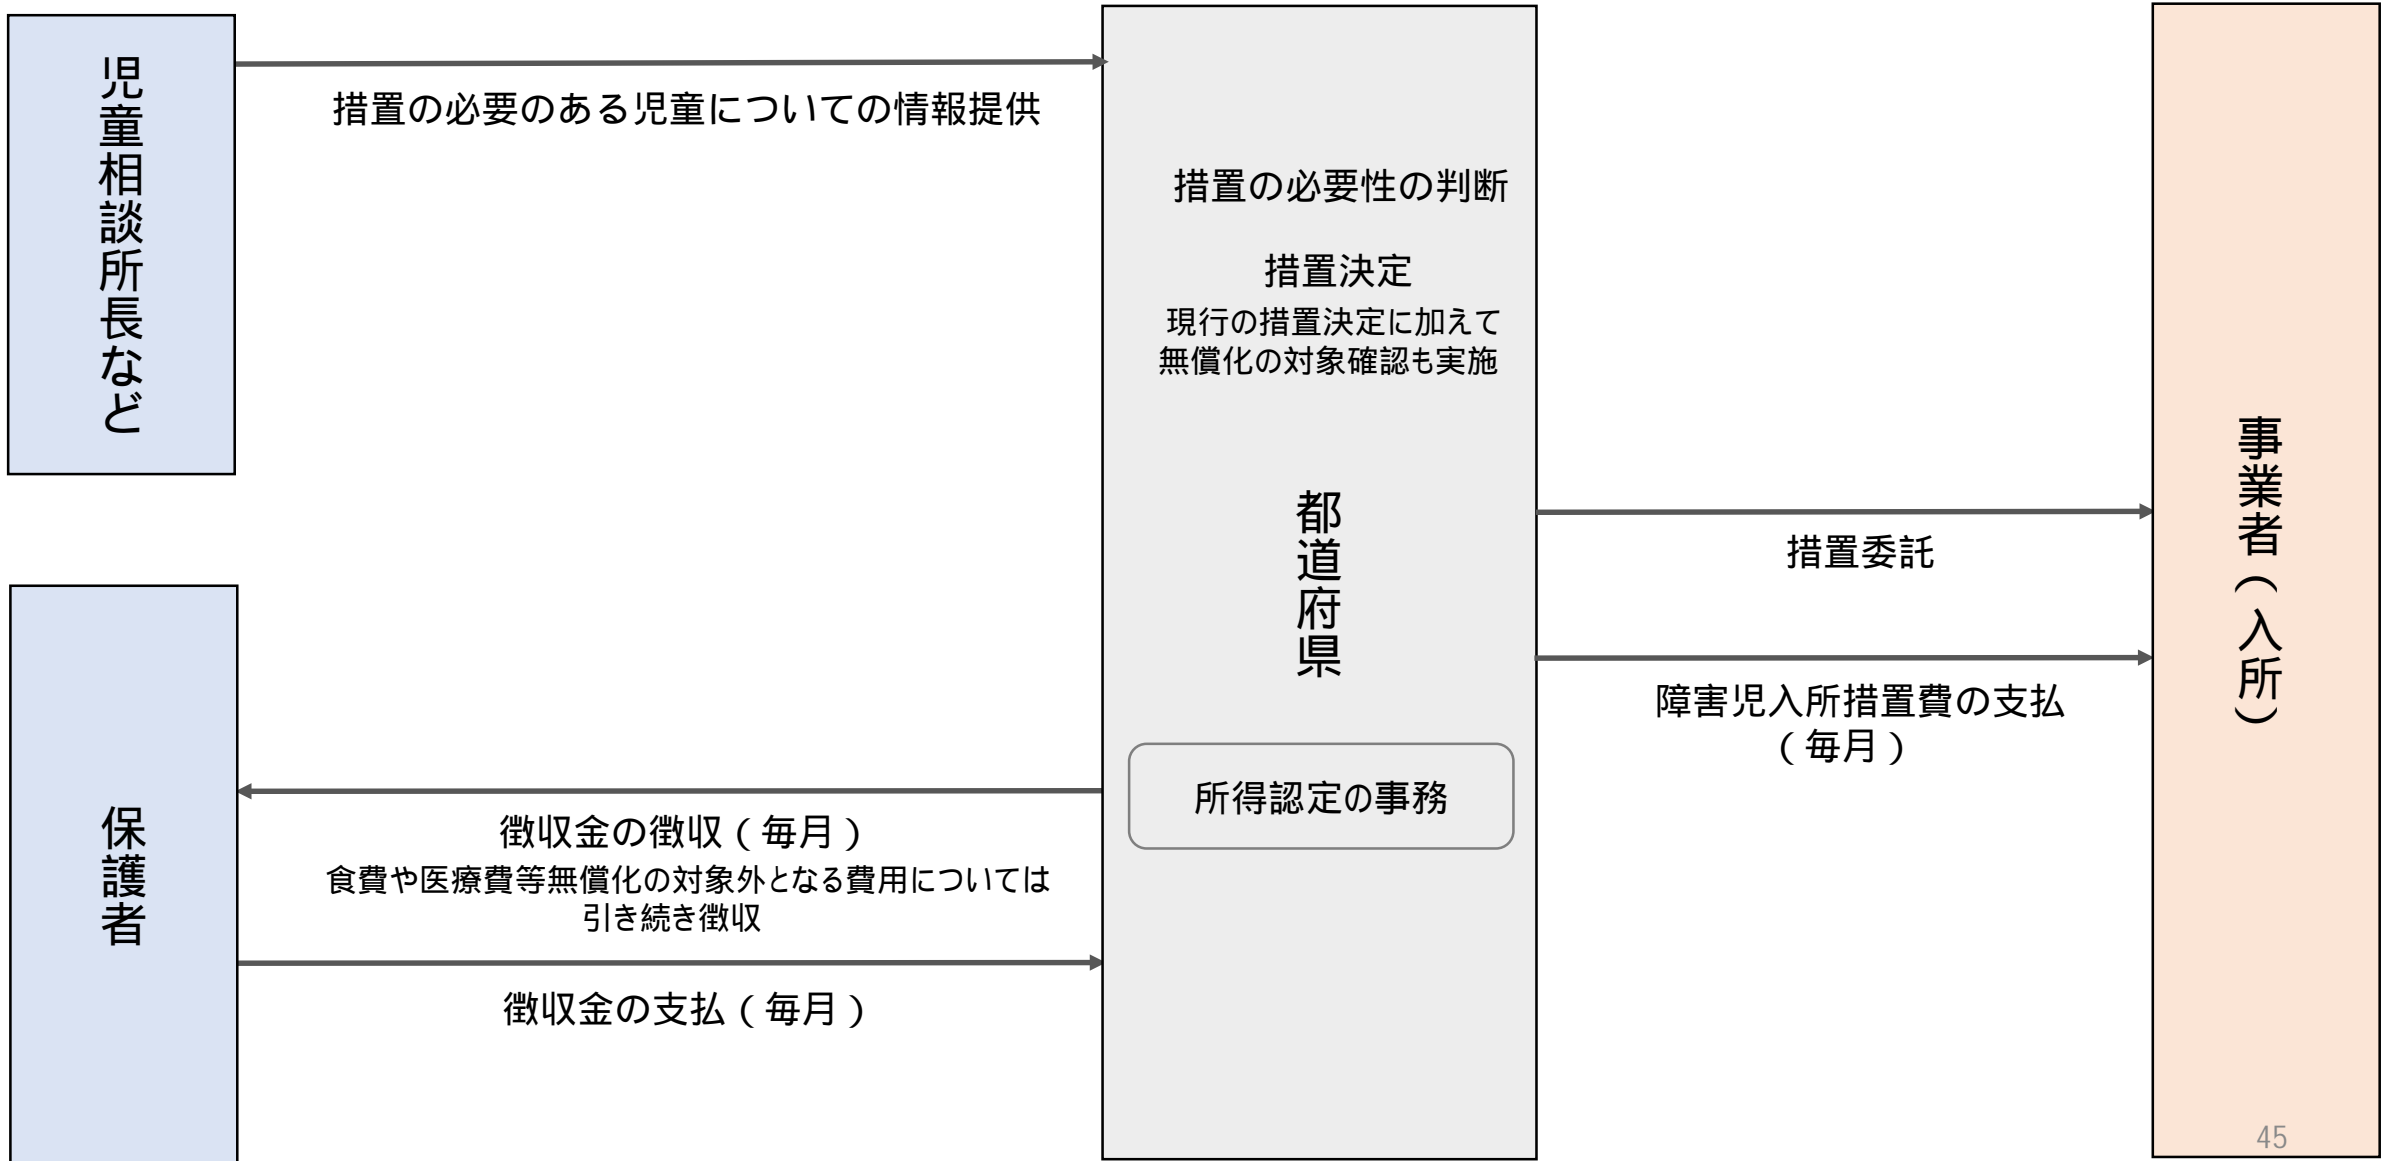 児童相談所長など
措置の必要のある児童についての情報提供
措置の必要性の判断
措置決定
現行の措置決定に加えて
無償化の対象確認も実施
都道府県
所得認定の事務
措置委託
障害児入所措置費の支払
(毎月)
事業者(入所)
保護者
徴収金の徴収(毎月)
食費や医療費等無償化の対象外となる費用については
引き続き徴収
徴収金の支払(毎月)
45